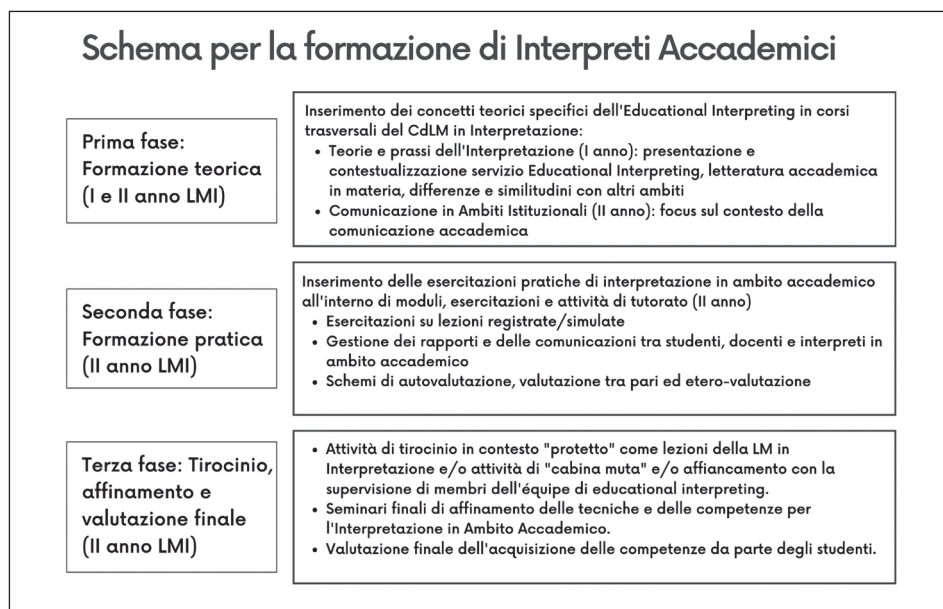 Schema per la formazione di Interpreti Accademici
Prima fase:
Formazione teorica
(I e II anno LMI)
Inserimento dei concetti teorici specifici dell'Educational Interpreting in corsi
trasversali del CdLM in Interpretazione:
• Teorie e prassi dell'Interpretazione (I anno): presentazione e
contestualizzazione servizio Educational Interpreting, letteratura accademica
in materia, differenze e similitudini con altri ambiti
• Comunicazione in Ambiti Istituzionali (II anno): focus sul contesto della
comunicazione accademica
Seconda fase:
Formazione pratica
(II anno LMI)
Inserimento delle esercitazioni pratiche di interpretazione in ambito accademico
all'interno di moduli, esercitazioni e attività di tutorato (II anno)
• Esercitazioni su lezioni registrate/simulate
• Gestione dei rapporti e delle comunicazioni tra studenti, docenti e interpreti in
ambito accademico
• Schemi di autovalutazione, valutazione tra pari ed etero-valutazione
Terza fase: Tirocinio,
affinamento e
valutazione finale
(II anno LMI)
• Attività di tirocinio in contesto "protetto" come lezioni della LM in
Interpretazione e/o attività di "cabina muta" e/o affiancamento con la
supervisione di membri dell'équipe di educational interpreting.
• Seminari finali di affinamento delle tecniche e delle competenze per
l'Interpretazione in Ambito Accademico.
• Valutazione finale dell'acquisizione delle competenze da parte degli studenti.